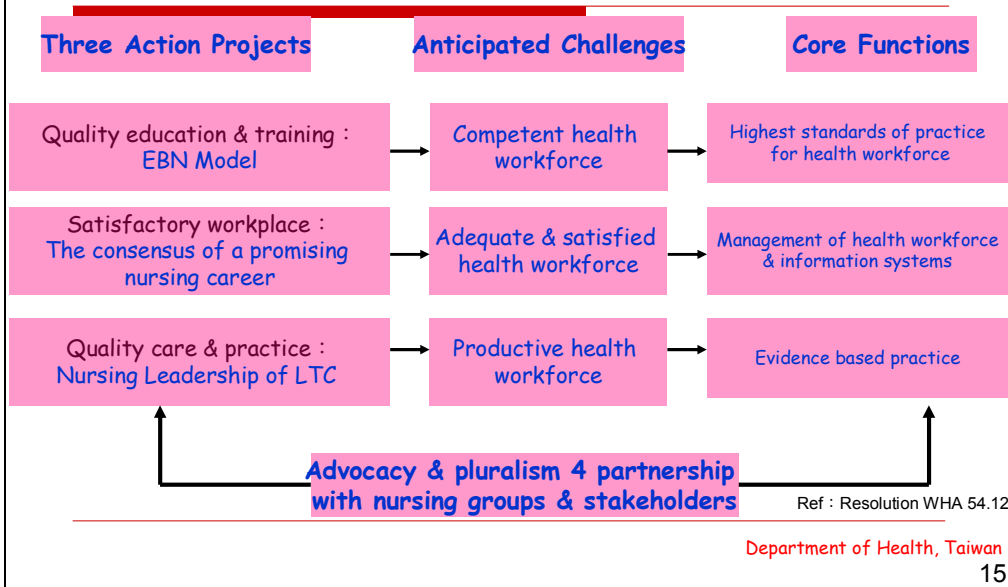 Three Action Projects
Anticipated Challenges
Core Functions
Quality education & training：
EBN Model
Competent health
workforce
Highest standards of practice
for health workforce
Satisfactory workplace：
The consensus of a promising
nursing career
Adequate & satisfied
health workforce
Management of health workforce
& information systems
Quality care & practice：
Nursing Leadership of LTC
Productive health
workforce
Evidence based practice
Advocacy & pluralism 4 partnership
with nursing groups & stakeholders
Ref：Resolution WHA 54.12
Department of Health, Taiwan
15